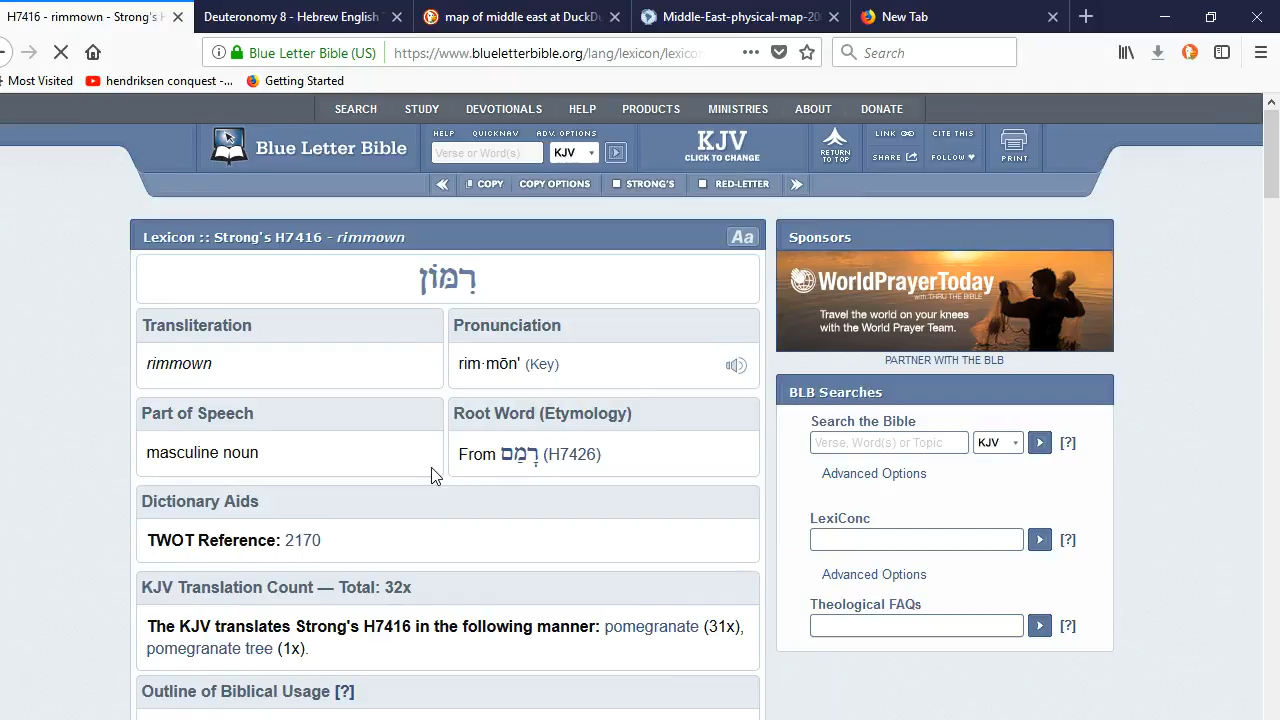 H7416 - rimmown - Strong's H
Deuteronomy 8 - Hebrew English
map of middle east at DuckDu
Middle-East-physical-map-20
New Tab
Blue Letter Bible (US)
https://www.blueletterbible.org/lang/lexicon/lexico
Search
Most Visited
hendriksen conquest -...
Getting Started
SEARCH STUDY DEVOTIONALS HELP PRODUCTS MINISTRIES ABOUT DONATE
Blue Letter Bible
HELP QUICKNAV ADV. OPTIONS
Verse or Word(s)
KJV
KJV
CLICK TO CHANGE
RETURN
TO TOP
LINK
CITE THIS
SHARE
FOLLOW
PRINT
COPY COPY OPTIONS STRONG'S RED-LETTER
Lexicon :: Strong's H7416 - rimmown
Aa
רִמּוֹן
Transliteration
rimmown
Pronunciation
rim·mōn' (Key)
Part of Speech
masculine noun
Root Word (Etymology)
From רָמַם (H7426)
Dictionary Aids
TWOT Reference: 2170
KJV Translation Count — Total: 32x
The KJV translates Strong's H7416 in the following manner: pomegranate (31x),
pomegranate tree (1x).
Outline of Biblical Usage [?]
Sponsors
WorldPrayerToday
with THRU THE BIBLE
Travel the world on your knees
with the World Prayer Team.
PARTNER WITH THE BLB
BLB Searches
Search the Bible
Verse, Word(s) or Topic
KJV
[?]
Advanced Options
LexiConc
[?]
Advanced Options
Theological FAQs
[?]